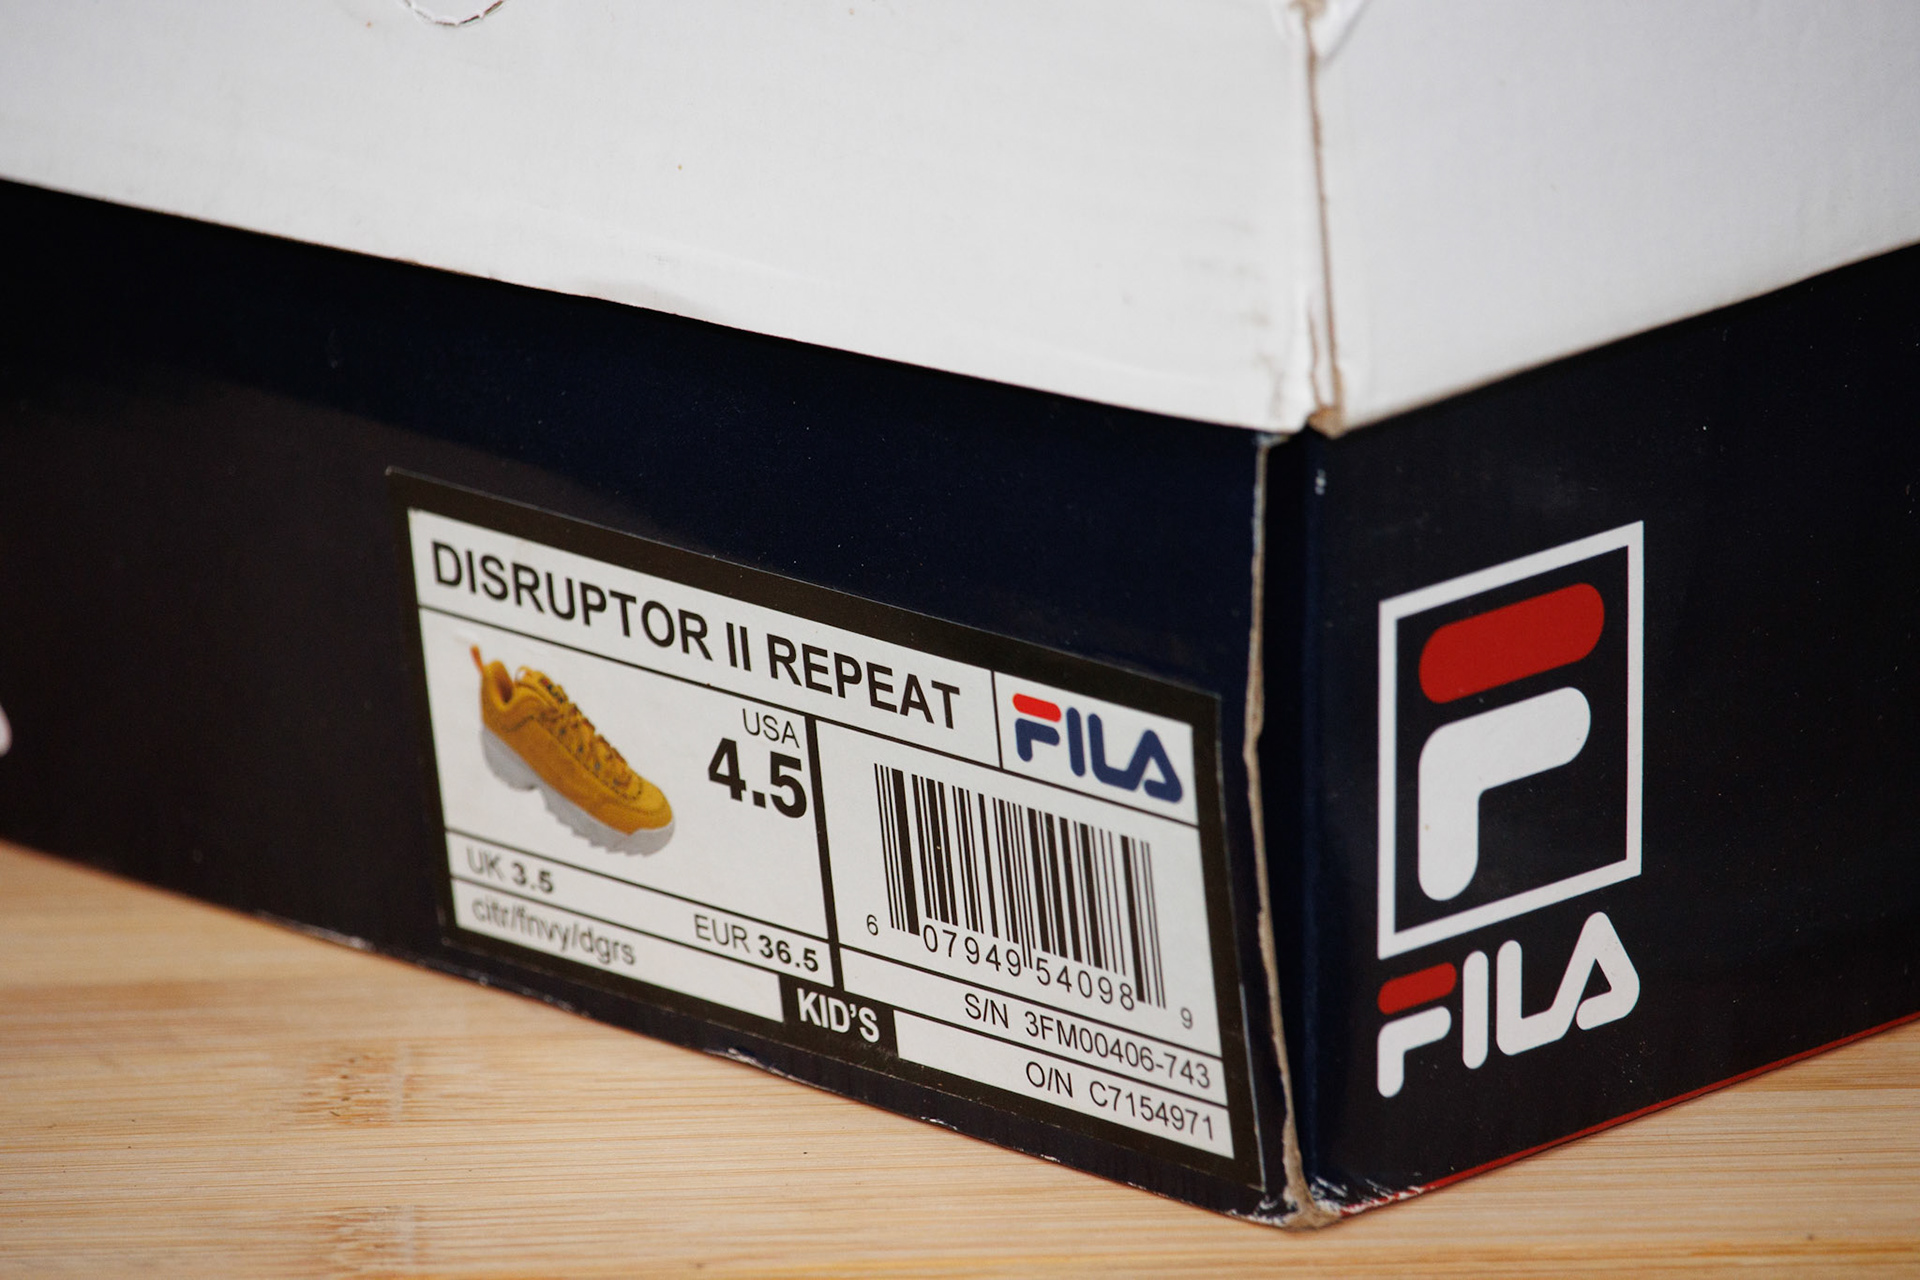 DISRUPTOR II REPEAT
FILA
USA
4.5
UK 3.5
EUR 36.5
citr/fnvy/dgrs
KID'S
6 07949 54098 9
S/N 3FM00406-743
O/N C7154971
F
FILA